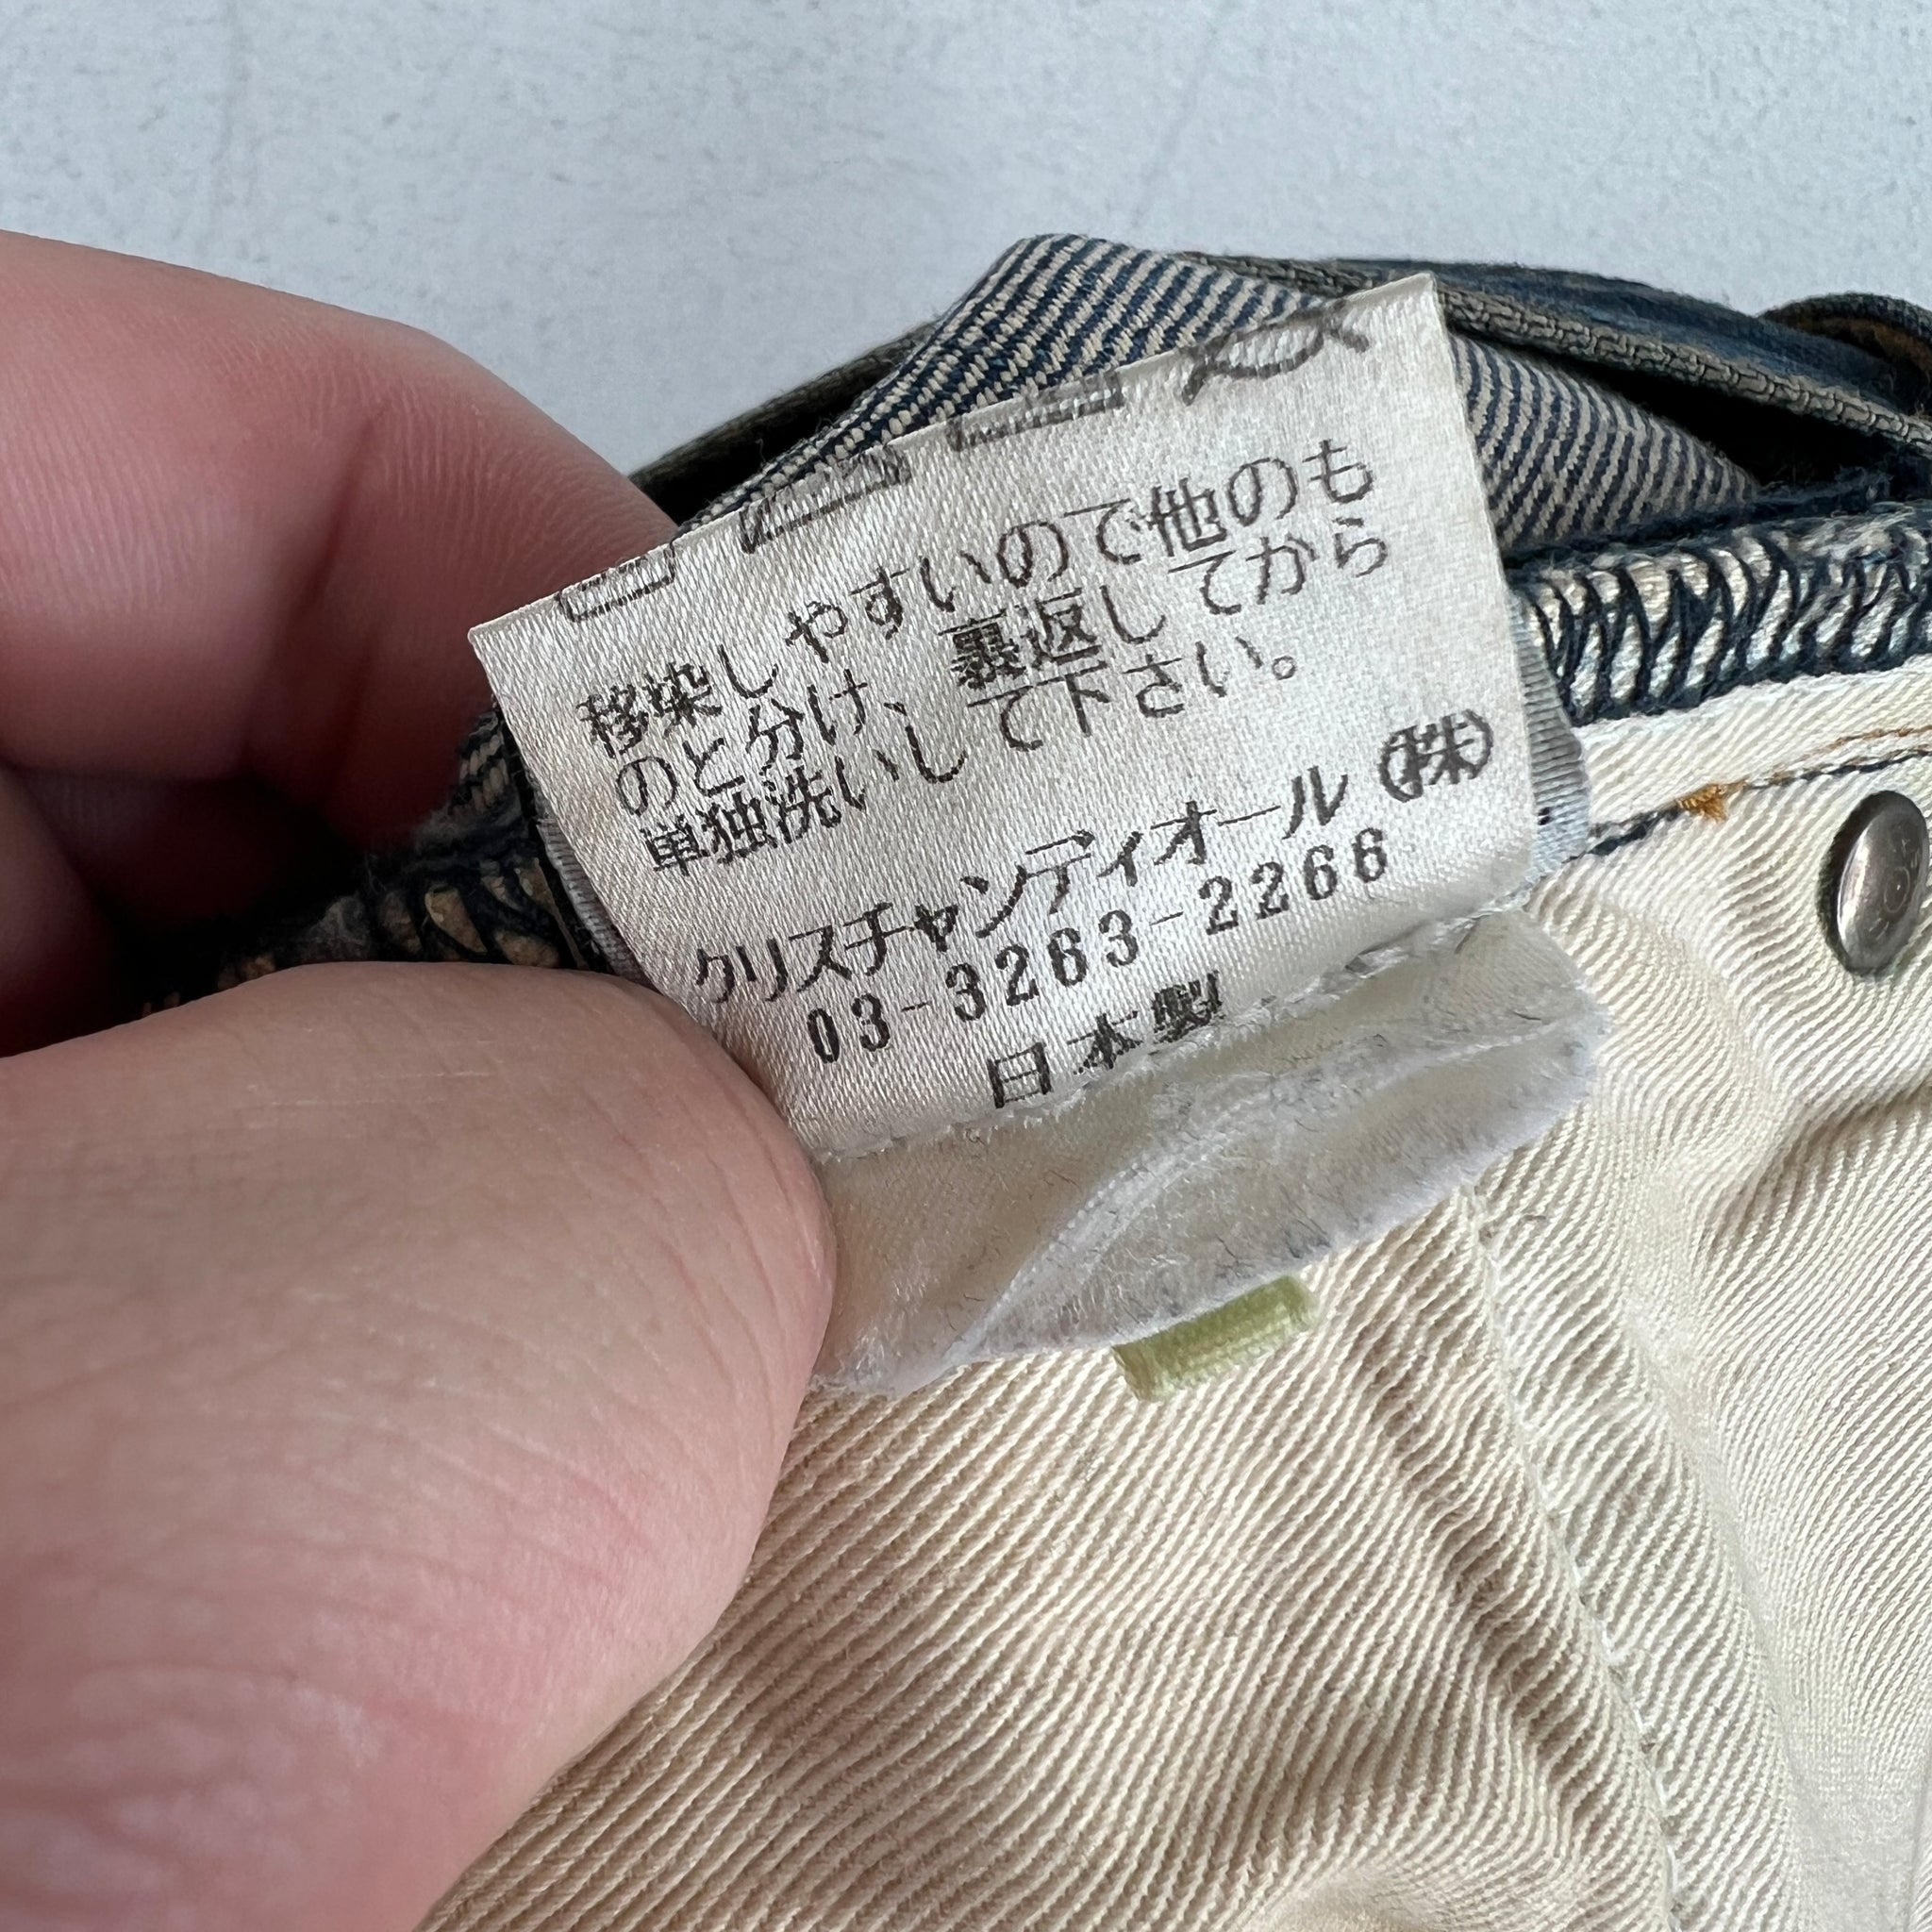 移染しやすいので他のも
のと分け、裏返してから
単独洗いして下さい。
クリスチャンディオール(株)
03-3263-2266
日本製